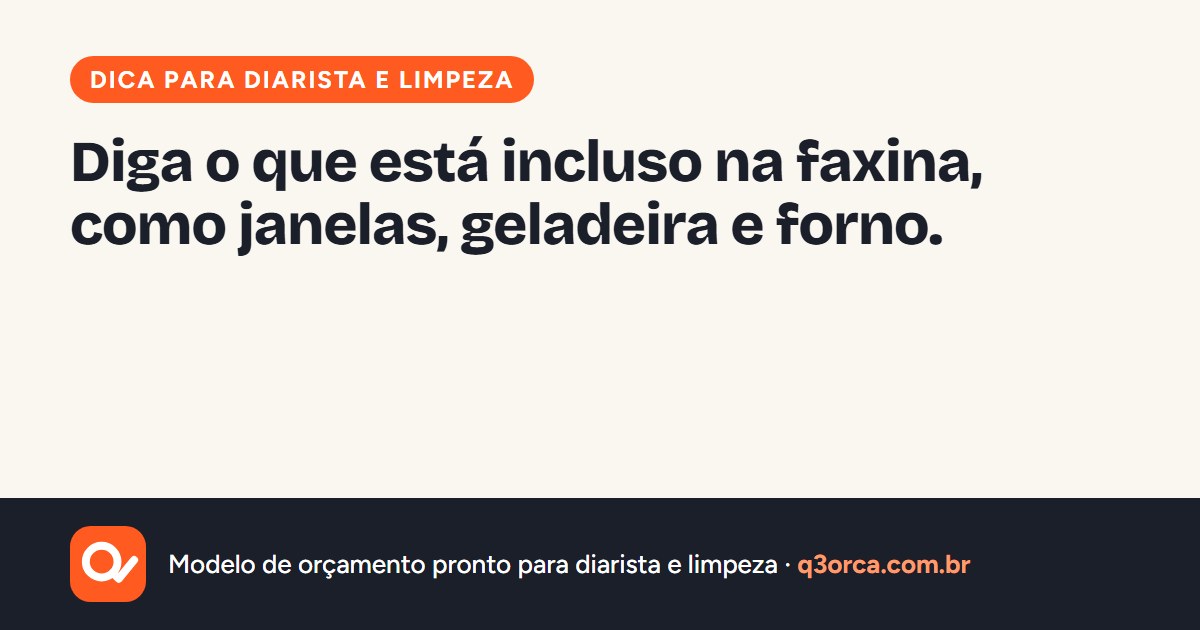 DICA PARA DIARISTA E LIMPEZA
Diga o que está incluso na faxina,
como janelas, geladeira e forno.
Modelo de orçamento pronto para diarista e limpeza · q3orca.com.br